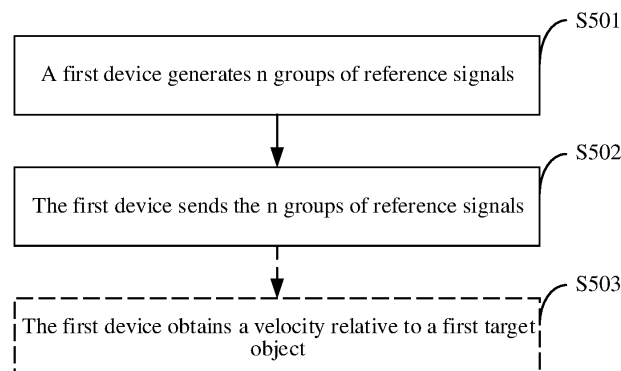 S501
A first device generates n groups of reference signals
S502
The first device sends the n groups of reference signals
S503
The first device obtains a velocity relative to a first target
object